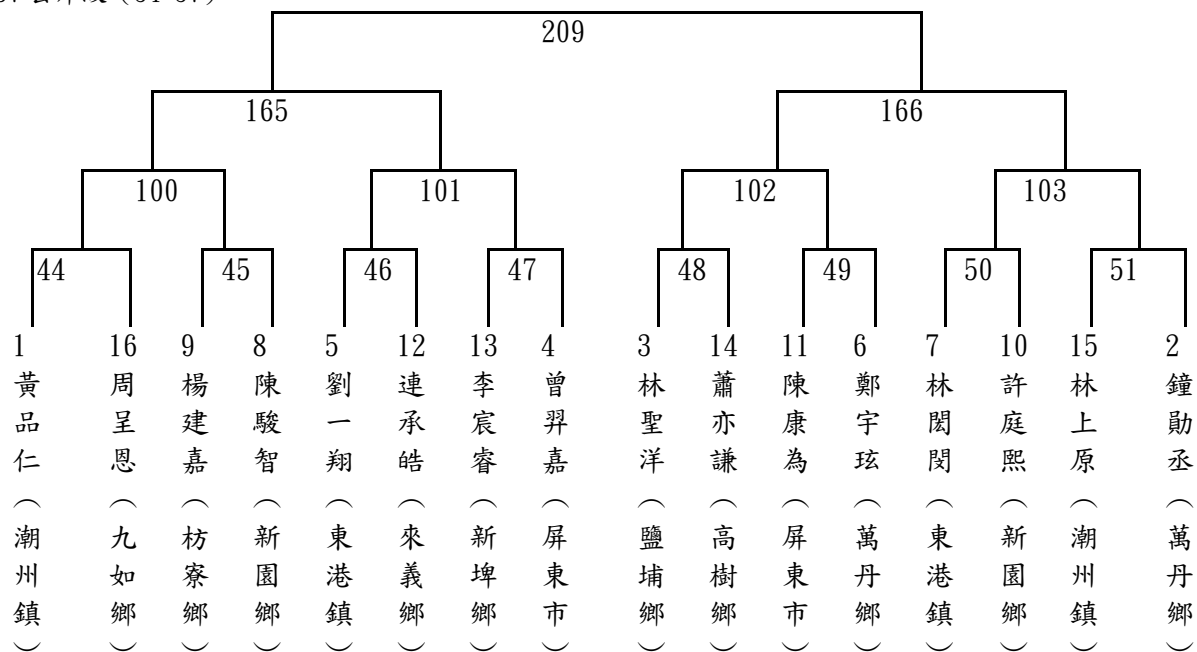 209
165 166
100 101 102 103
44 45 46 47 48 49 50 51
1 16 9 8 5 12 13 4 3 14 11 6 7 10 15 2
黃品仁（潮州鎮）
周呈恩（九如鄉）
楊建嘉（枋寮鄉）
陳駿智（新園鄉）
劉一翔（東港鎮）
連承皓（來義鄉）
李宸睿（新埤鄉）
曾羿嘉（屏東市）
林聖洋（鹽埔鄉）
蕭亦謙（高樹鄉）
陳康為（屏東市）
鄭宇玹（萬丹鄉）
林閎閔（東港鎮）
許庭熙（新園鄉）
林上原（潮州鎮）
鐘勛丞（萬丹鄉）